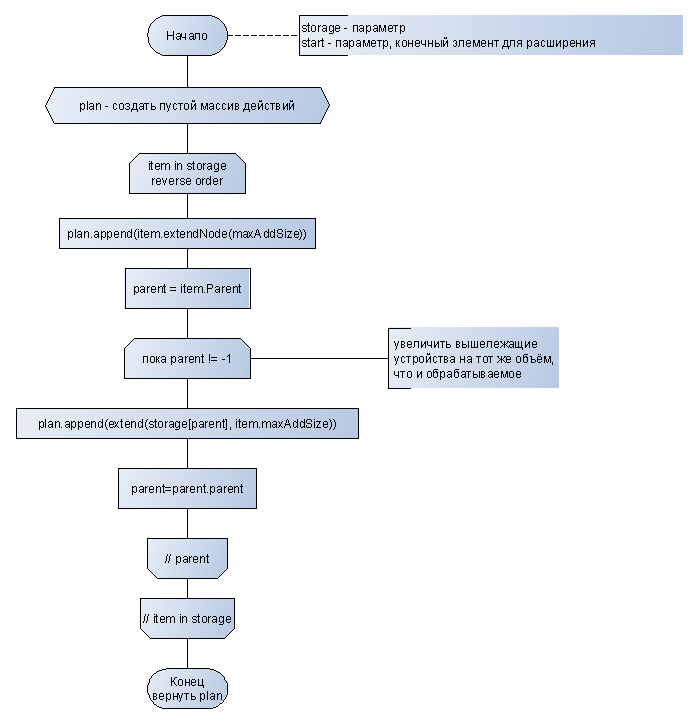 Начало
storage - параметр
start - параметр, конечный элемент для расширения
plan - создать пустой массив действий
item in storage
reverse order
plan.append(item.extendNode(maxAddSize))
parent = item.Parent
пока parent != -1
увеличить вышележащие
устройства на тот же объём,
что и обрабатываемое
plan.append(extend(storage[parent], item.maxAddSize))
parent=parent.parent
// parent
// item in storage
Конец
вернуть plan